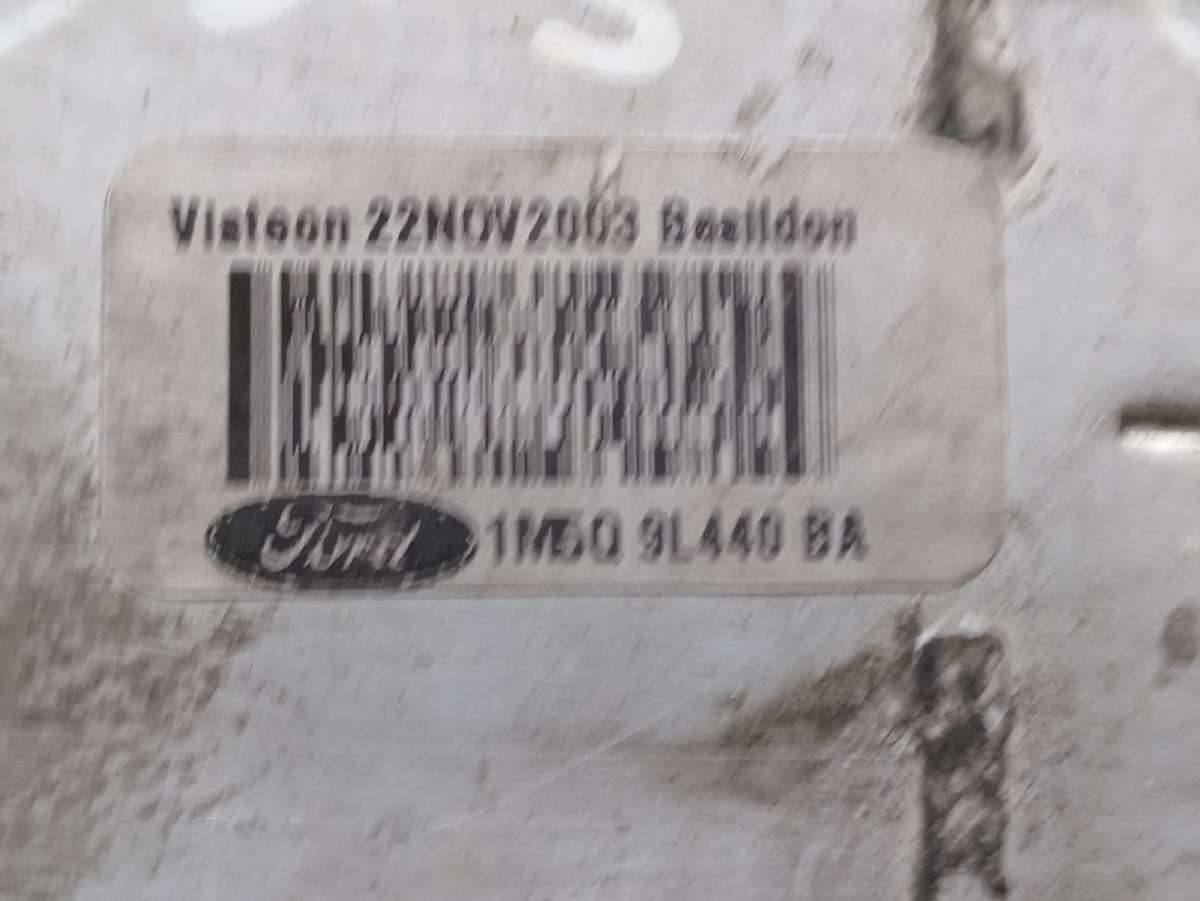 Visteon 22NOV2003 Basildon
Ford 1M5Q 9L440 BA